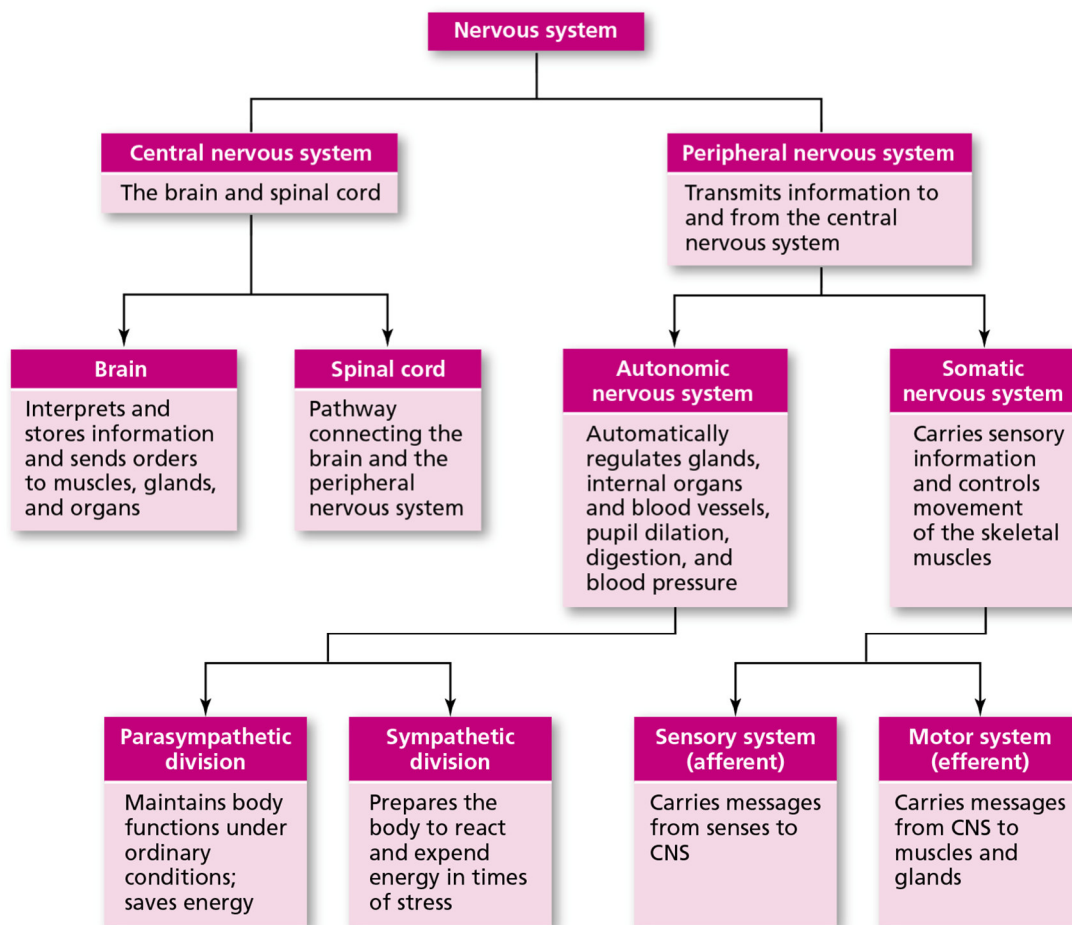 Nervous system
Central nervous system
The brain and spinal cord
Peripheral nervous system
Transmits information to
and from the central
nervous system
Brain
Interprets and
stores information
and sends orders
to muscles, glands,
and organs
Spinal cord
Pathway
connecting the
brain and the
peripheral
nervous system
Autonomic
nervous system
Automatically
regulates glands,
internal organs
and blood vessels,
pupil dilation,
digestion, and
blood pressure
Somatic
nervous system
Carries sensory
information
and controls
movement
of the skeletal
muscles
Parasympathetic
division
Maintains body
functions under
ordinary
conditions;
saves energy
Sympathetic
division
Prepares the
body to react
and expend
energy in times
of stress
Sensory system
(afferent)
Carries messages
from senses to
CNS
Motor system
(efferent)
Carries messages
from CNS to
muscles and
glands